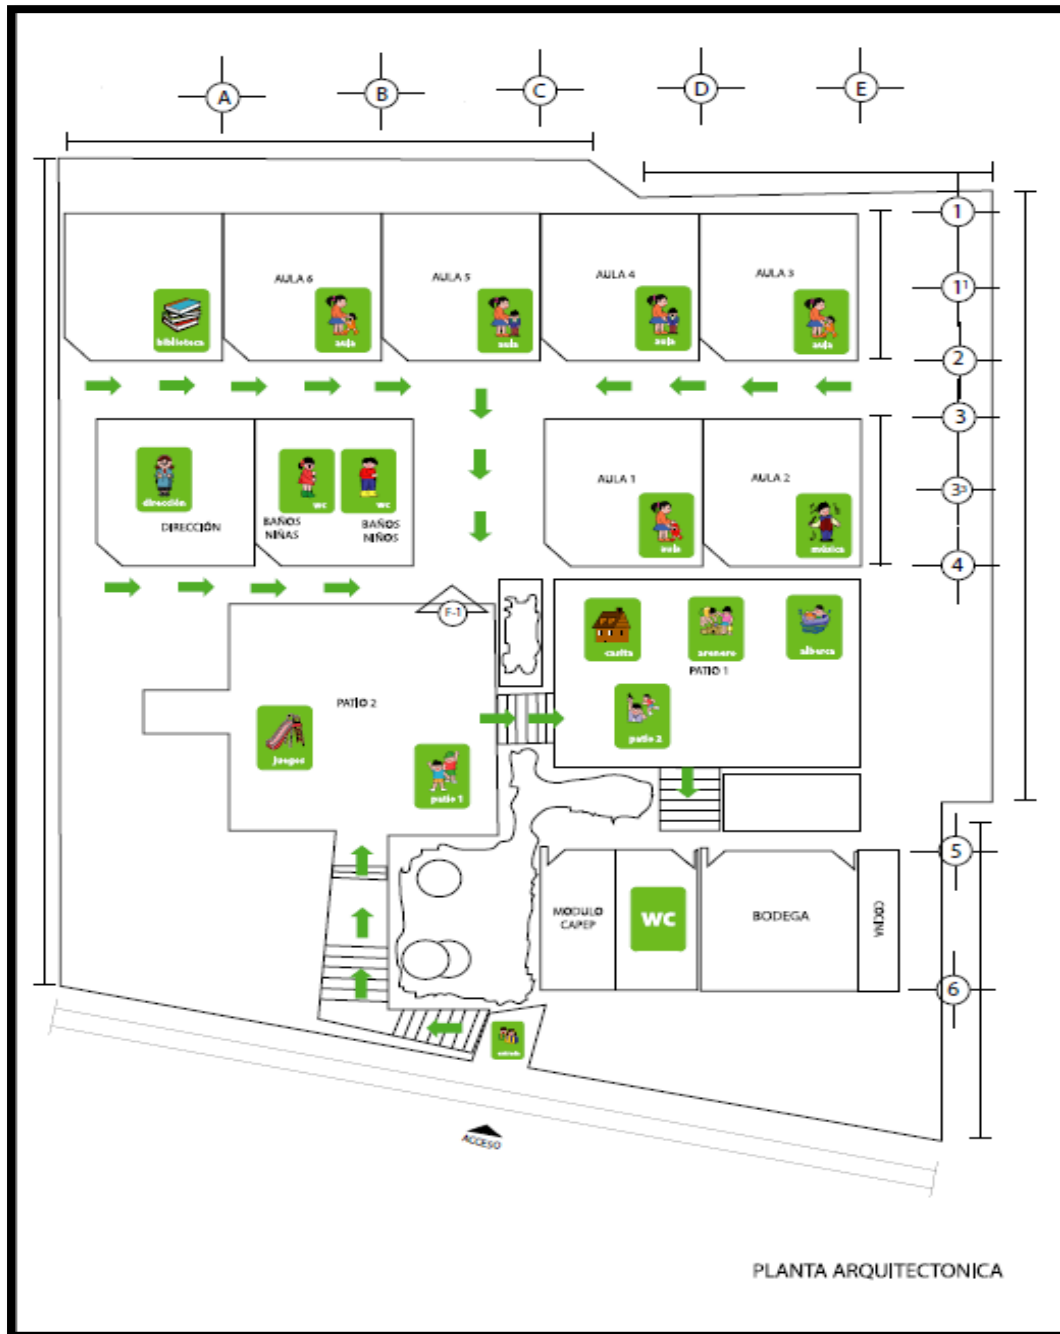 A
B
C
D
E
1
1¹
2
3
3³
4
5
6
AULA 6
AULA 5
AULA 4
AULA 3
biblioteca
aula
aula
aula
aula
dirección
DIRECCIÓN
wc
wc
BAÑOS
NIÑAS
BAÑOS
NIÑOS
AULA 1
aula
AULA 2
música
F-1
casita
arenero
alberca
PATIO 1
patio 2
PATIO 2
juegos
patio 1
MODULO
CAPEP
WC
BODEGA
COCINA
entrada
ACCESO
PLANTA ARQUITECTONICA